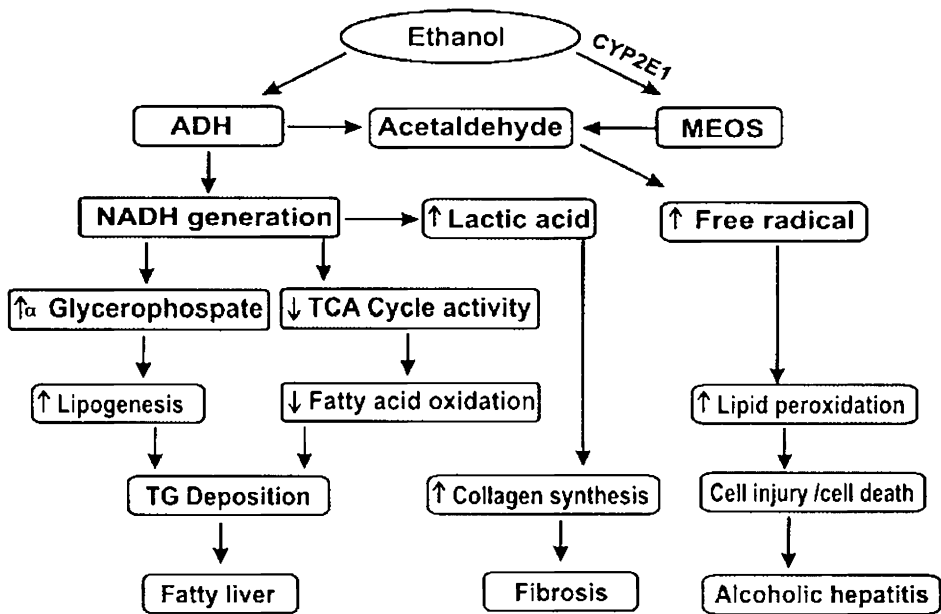 Ethanol
CYP2E1
ADH
Acetaldehyde
MEOS
NADH generation
↑ Lactic acid
↑ Free radical
↑α Glycerophospate
↓ TCA Cycle activity
↑ Lipogenesis
↓ Fatty acid oxidation
↑ Lipid peroxidation
TG Deposition
↑ Collagen synthesis
Cell injury /cell death
Fatty liver
Fibrosis
Alcoholic hepatitis